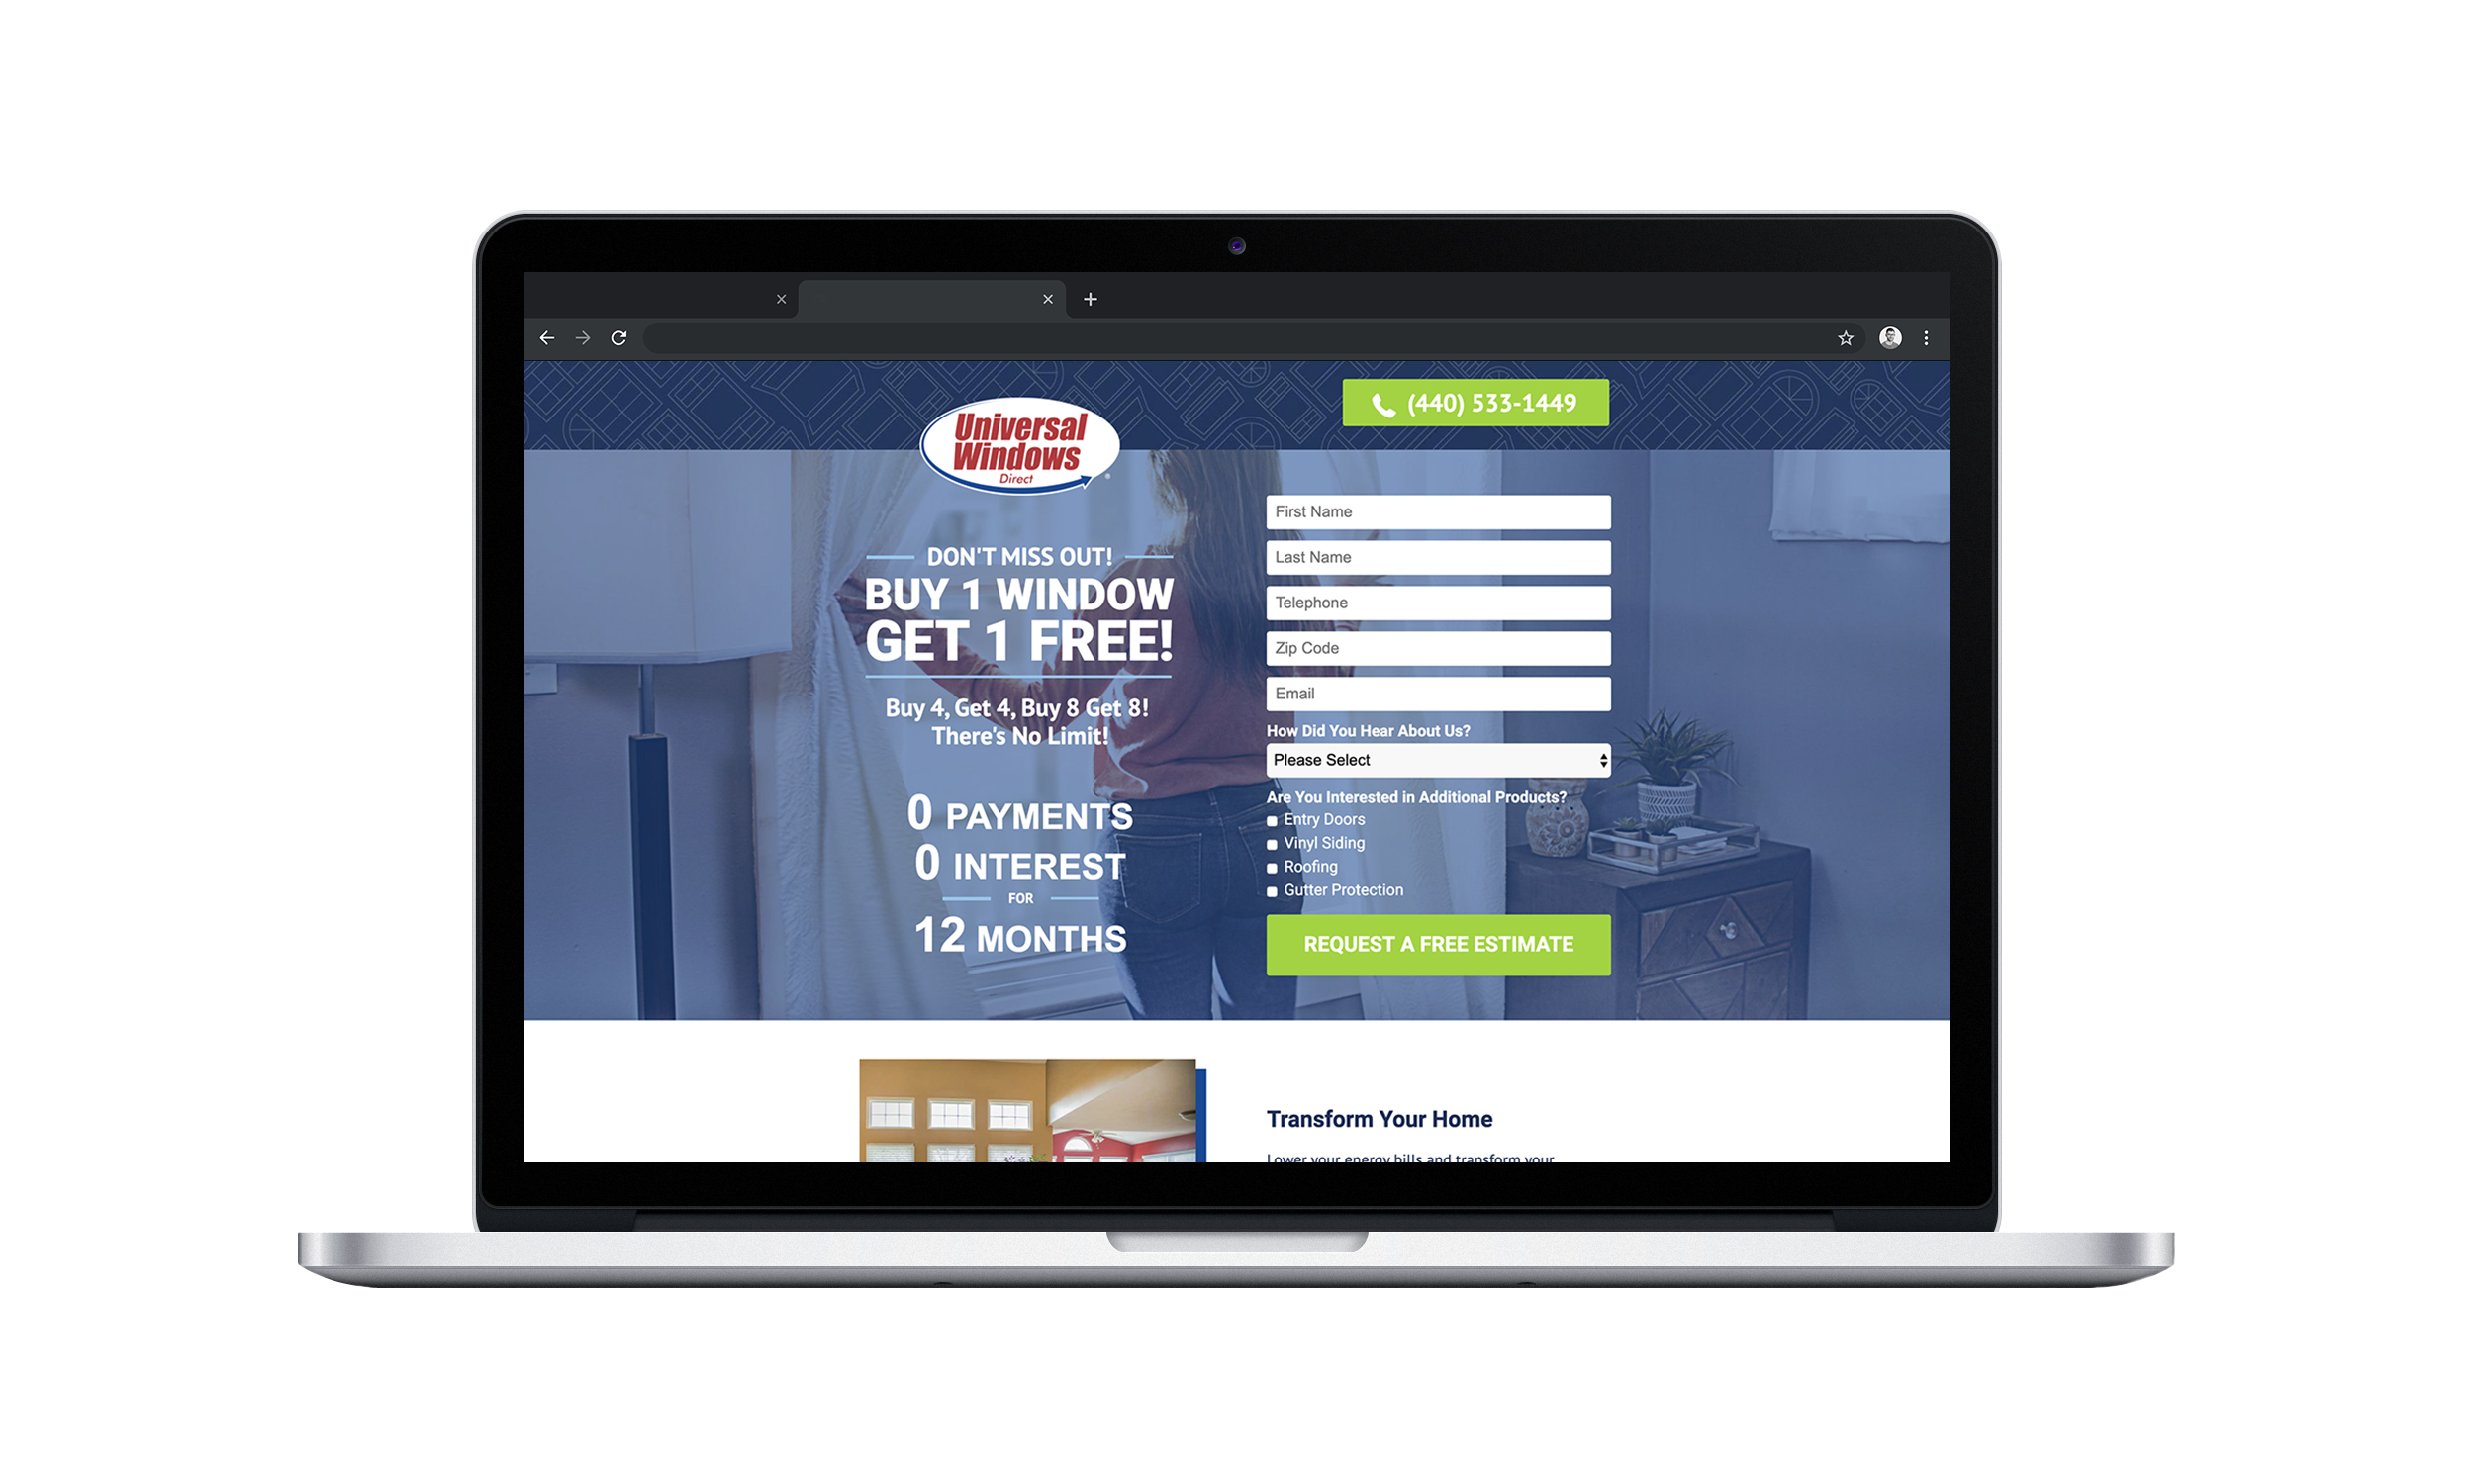 (440) 533-1449
Universal
Windows
Direct
®
DON'T MISS OUT!
BUY 1 WINDOW
GET 1 FREE!
Buy 4, Get 4, Buy 8 Get 8!
There's No Limit!
0 PAYMENTS
0 INTEREST
FOR
12 MONTHS
First Name
Last Name
Telephone
Zip Code
Email
How Did You Hear About Us?
Please Select
Are You Interested in Additional Products?
Entry Doors
Vinyl Siding
Roofing
Gutter Protection
REQUEST A FREE ESTIMATE
Transform Your Home
Lower your energy bills and transform your